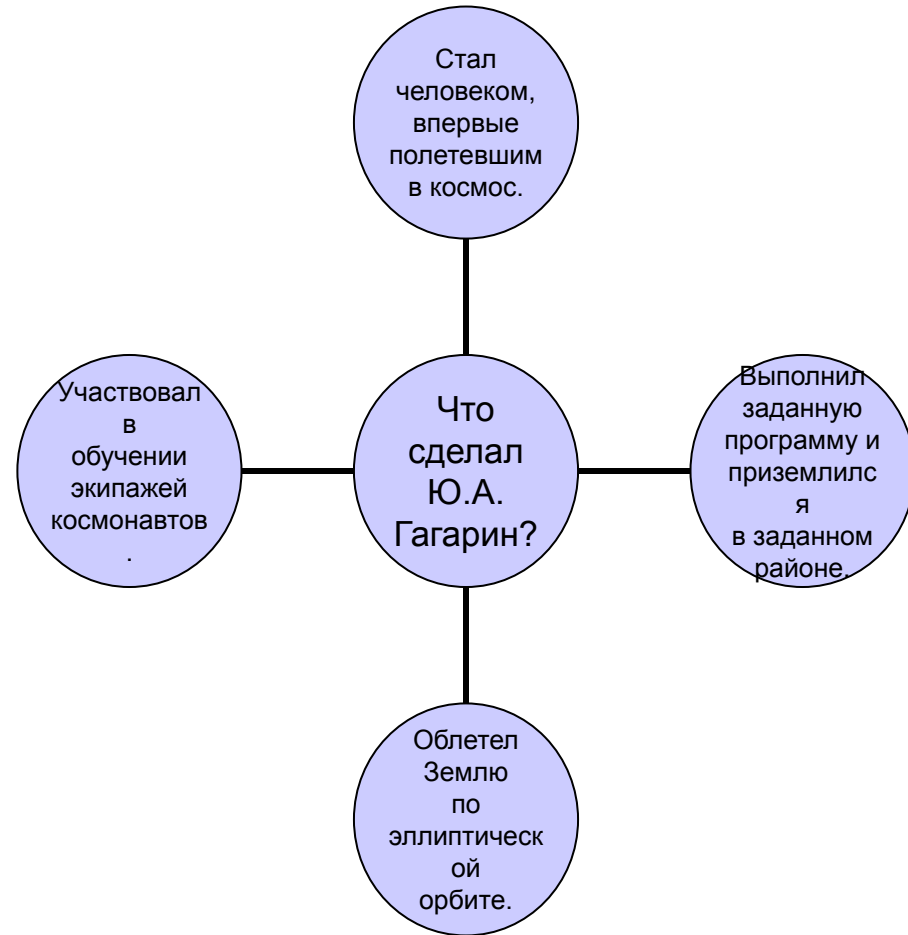 Стал
человеком,
впервые
полетевшим
в космос.
Участвовал
в
обучении
экипажей
космонавтов
.
Что
сделал
Ю.А.
Гагарин?
Выполнил
заданную
программу и
приземлилс
я
в заданном
районе.
Облетел
Землю
по
эллиптическ
ой
орбите.